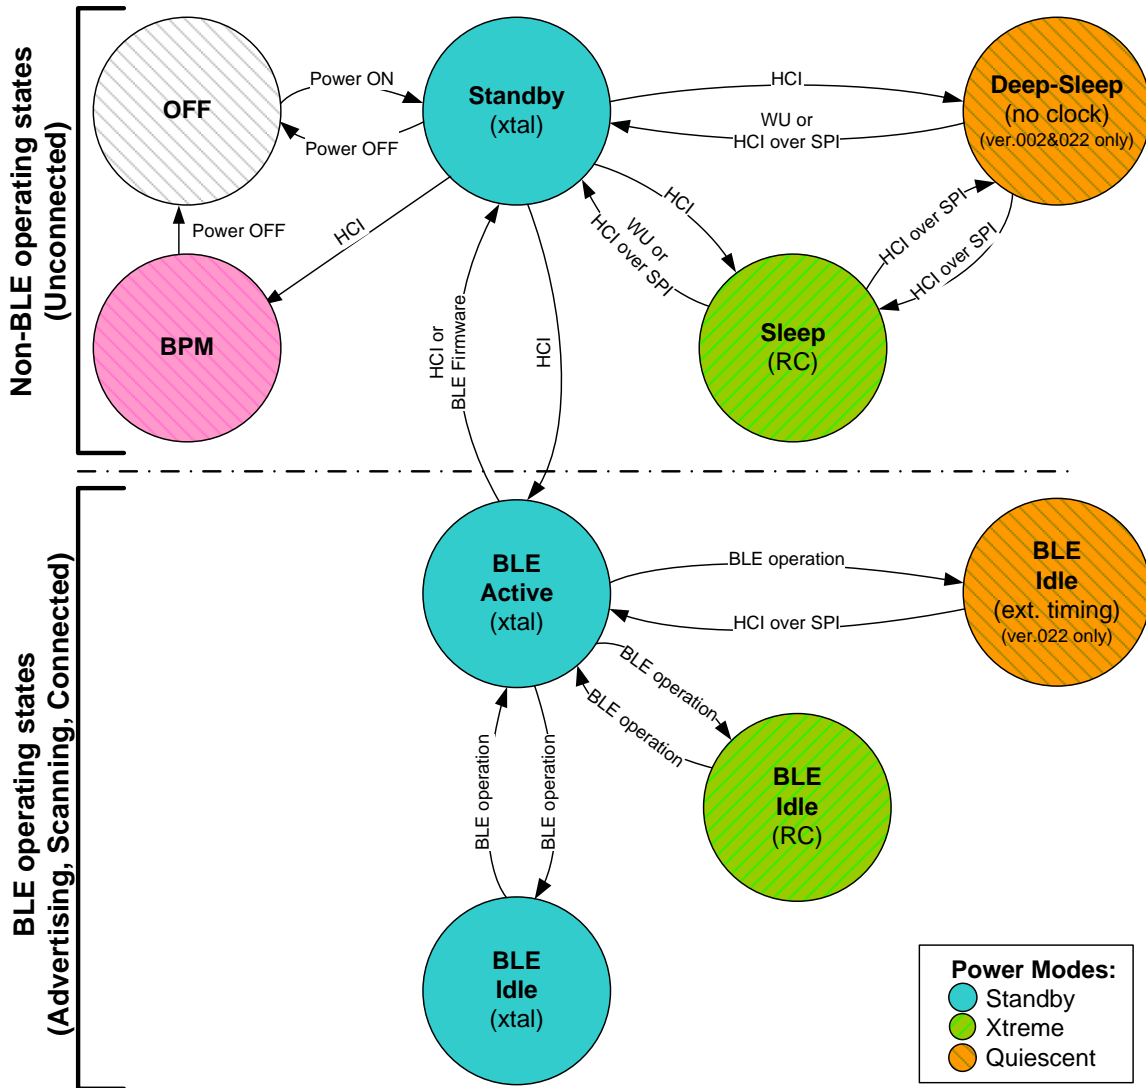 Non-BLE operating states
(Unconnected)
OFF
Power ON
Power OFF
Standby
(xtal)
HCI
WU or
HCI over SPI
Deep-Sleep
(no clock)
(ver.002&022 only)
Power OFF
HCI
HCI
WU or
HCI over SPI
HCI over SPI
HCI over SPI
BPM
Sleep
(RC)
HCI or
BLE Firmware
HCI
BLE operating states
(Advertising, Scanning, Connected)
BLE
Active
(xtal)
BLE operation
HCI over SPI
BLE
Idle
(ext. timing)
(ver.022 only)
BLE operation
BLE operation
BLE
Idle
(RC)
BLE operation
BLE operation
BLE
Idle
(xtal)
Power Modes:
Standby
Xtreme
Quiescent